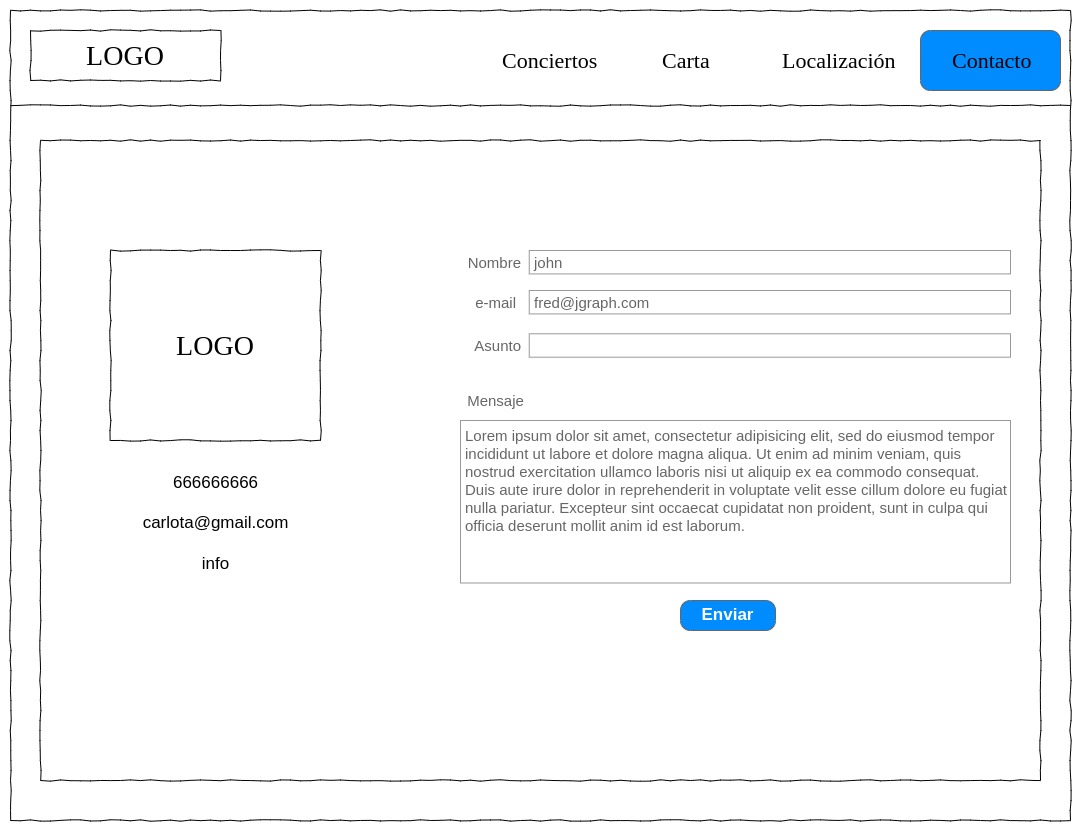 LOGO
Conciertos
Carta
Localización
Contacto
LOGO
666666666
carlota@gmail.com
info
Nombre
john
e-mail
fred@jgraph.com
Asunto
Mensaje
Lorem ipsum dolor sit amet, consectetur adipisicing elit, sed do eiusmod tempor
incididunt ut labore et dolore magna aliqua. Ut enim ad minim veniam, quis
nostrud exercitation ullamco laboris nisi ut aliquip ex ea commodo consequat.
Duis aute irure dolor in reprehenderit in voluptate velit esse cillum dolore eu fugiat
nulla pariatur. Excepteur sint occaecat cupidatat non proident, sunt in culpa qui
officia deserunt mollit anim id est laborum.
Enviar